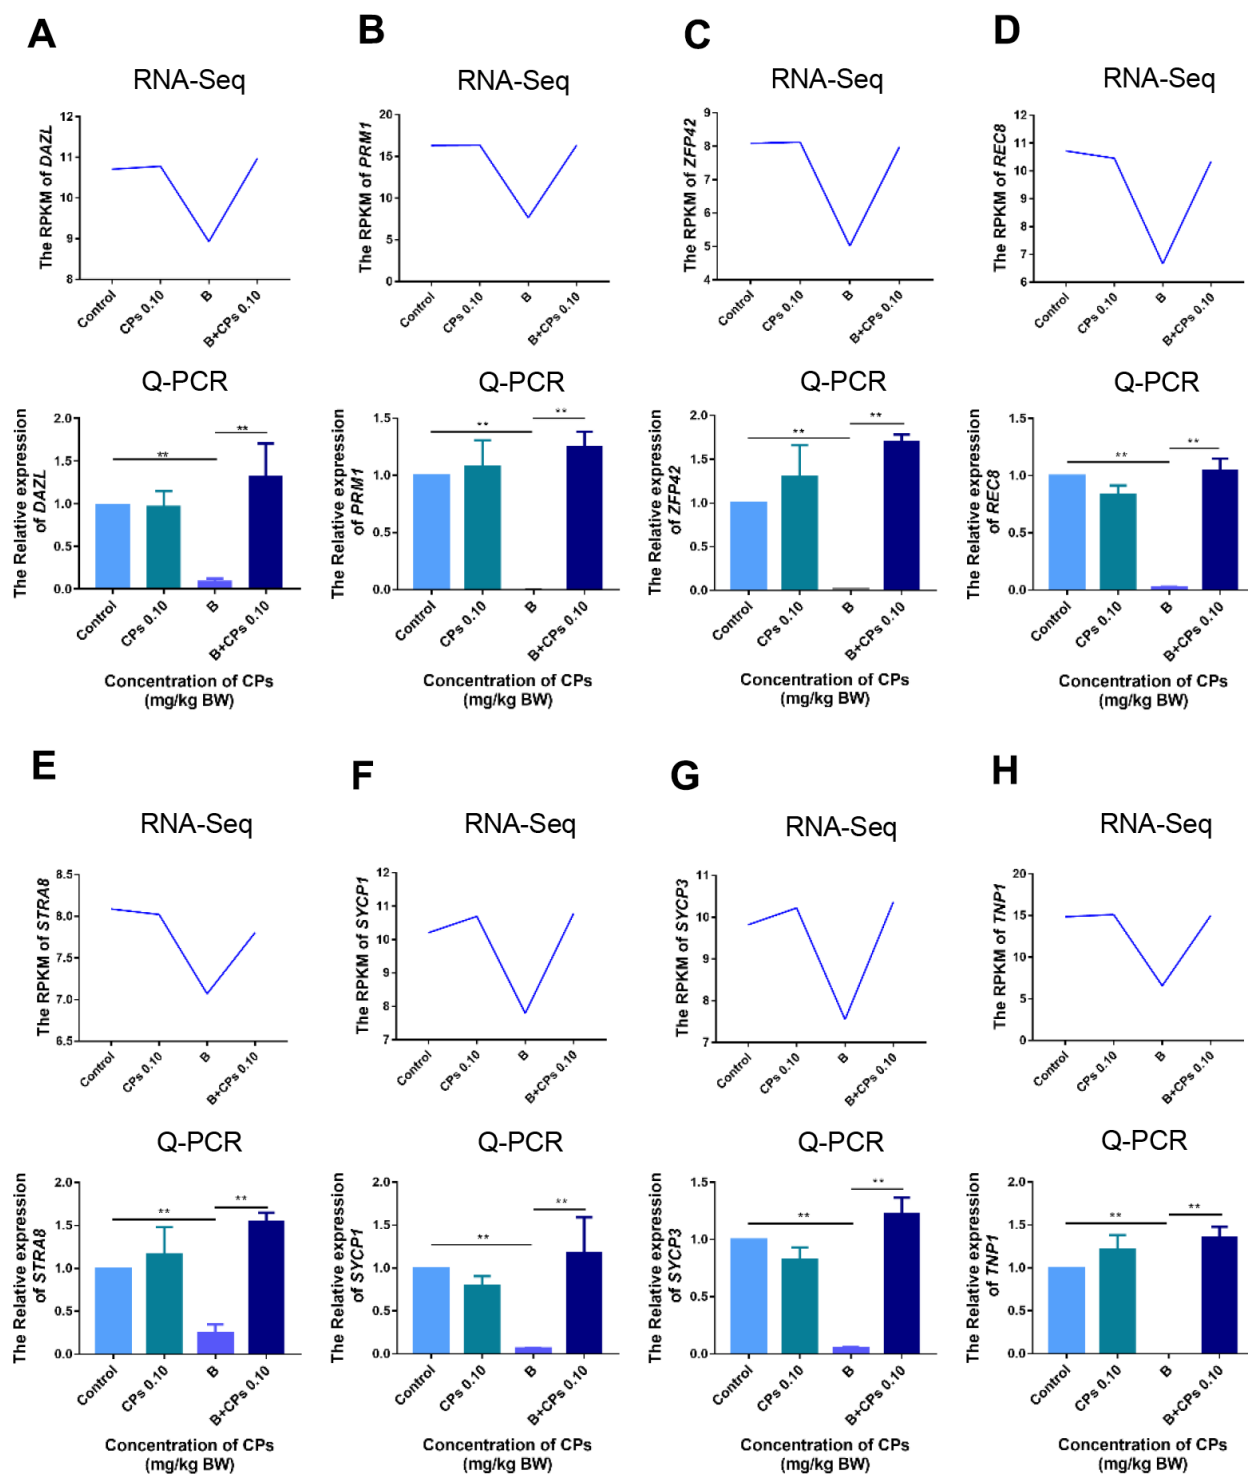 A
RNA-Seq
The RPKM of DAZL
12
11
10
9
8
Control
CPs 0.10
B
B+CPs 0.10
B
RNA-Seq
The RPKM of PRM1
20
15
10
5
0
Control
CPs 0.10
B
B+CPs 0.10
C
RNA-Seq
The RPKM of ZFP42
9
8
7
6
5
4
Control
CPs 0.10
B
B+CPs 0.10
D
RNA-Seq
The RPKM of REC8
12
11
10
9
8
7
6
Control
CPs 0.10
B
B+CPs 0.10
Q-PCR
The Relative expression
of DAZL
2.0
1.5
1.0
0.5
0.0
**
**
Control
CPs 0.10
B
B+CPs 0.10
Concentration of CPs
(mg/kg BW)
Q-PCR
The Relative expression
of PRM1
1.5
1.0
0.5
0.0
**
**
Control
CPs 0.10
B
B+CPs 0.10
Concentration of CPs
(mg/kg BW)
Q-PCR
The Relative expression
of ZFP42
2.0
1.5
1.0
0.5
0.0
**
**
Control
CPs 0.10
B
B+CPs 0.10
Concentration of CPs
(mg/kg BW)
Q-PCR
The Relative expression
of REC8
1.5
1.0
0.5
0.0
**
**
Control
CPs 0.10
B
B+CPs 0.10
Concentration of CPs
(mg/kg BW)
E
RNA-Seq
The RPKM of STRA8
8.5
8.0
7.5
7.0
6.5
Control
CPs 0.10
B
B+CPs 0.10
F
RNA-Seq
The RPKM of SYCP1
12
11
10
9
8
7
Control
CPs 0.10
B
B+CPs 0.10
G
RNA-Seq
The RPKM of SYCP3
11
10
9
8
7
Control
CPs 0.10
B
B+CPs 0.10
H
RNA-Seq
The RPKM of TNP1
20
15
10
5
0
Control
CPs 0.10
B
B+CPs 0.10
Q-PCR
The Relative expression
of STRA8
2.0
1.5
1.0
0.5
0.0
**
**
Control
CPs 0.10
B
B+CPs 0.10
Concentration of CPs
(mg/kg BW)
Q-PCR
The Relative expression
of SYCP1
2.0
1.5
1.0
0.5
0.0
**
**
Control
CPs 0.10
B
B+CPs 0.10
Concentration of CPs
(mg/kg BW)
Q-PCR
The Relative expression
of SYCP3
1.5
1.0
0.5
0.0
**
**
Control
CPs 0.10
B
B+CPs 0.10
Concentration of CPs
(mg/kg BW)
Q-PCR
The Relative expression
of TNP1
2.0
1.5
1.0
0.5
0.0
**
**
Control
CPs 0.10
B
B+CPs 0.10
Concentration of CPs
(mg/kg BW)